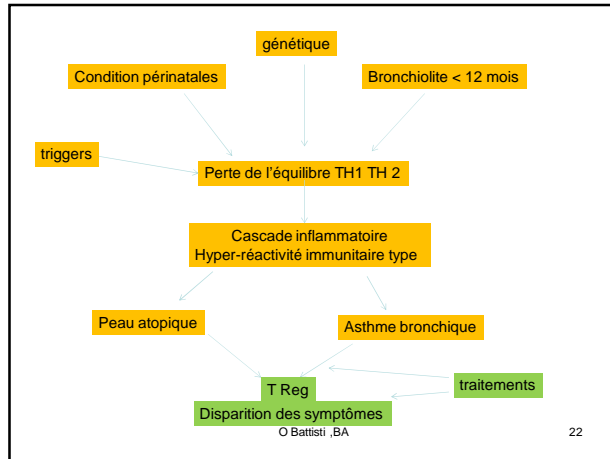 génétique
Condition périnatales
Bronchiolite < 12 mois
triggers
Perte de l'équilibre TH1 TH 2
Cascade inflammatoire
Hyper-réactivité immunitaire type
Peau atopique
Asthme bronchique
T Reg
traitements
Disparition des symptômes
O Battisti ,BA
22